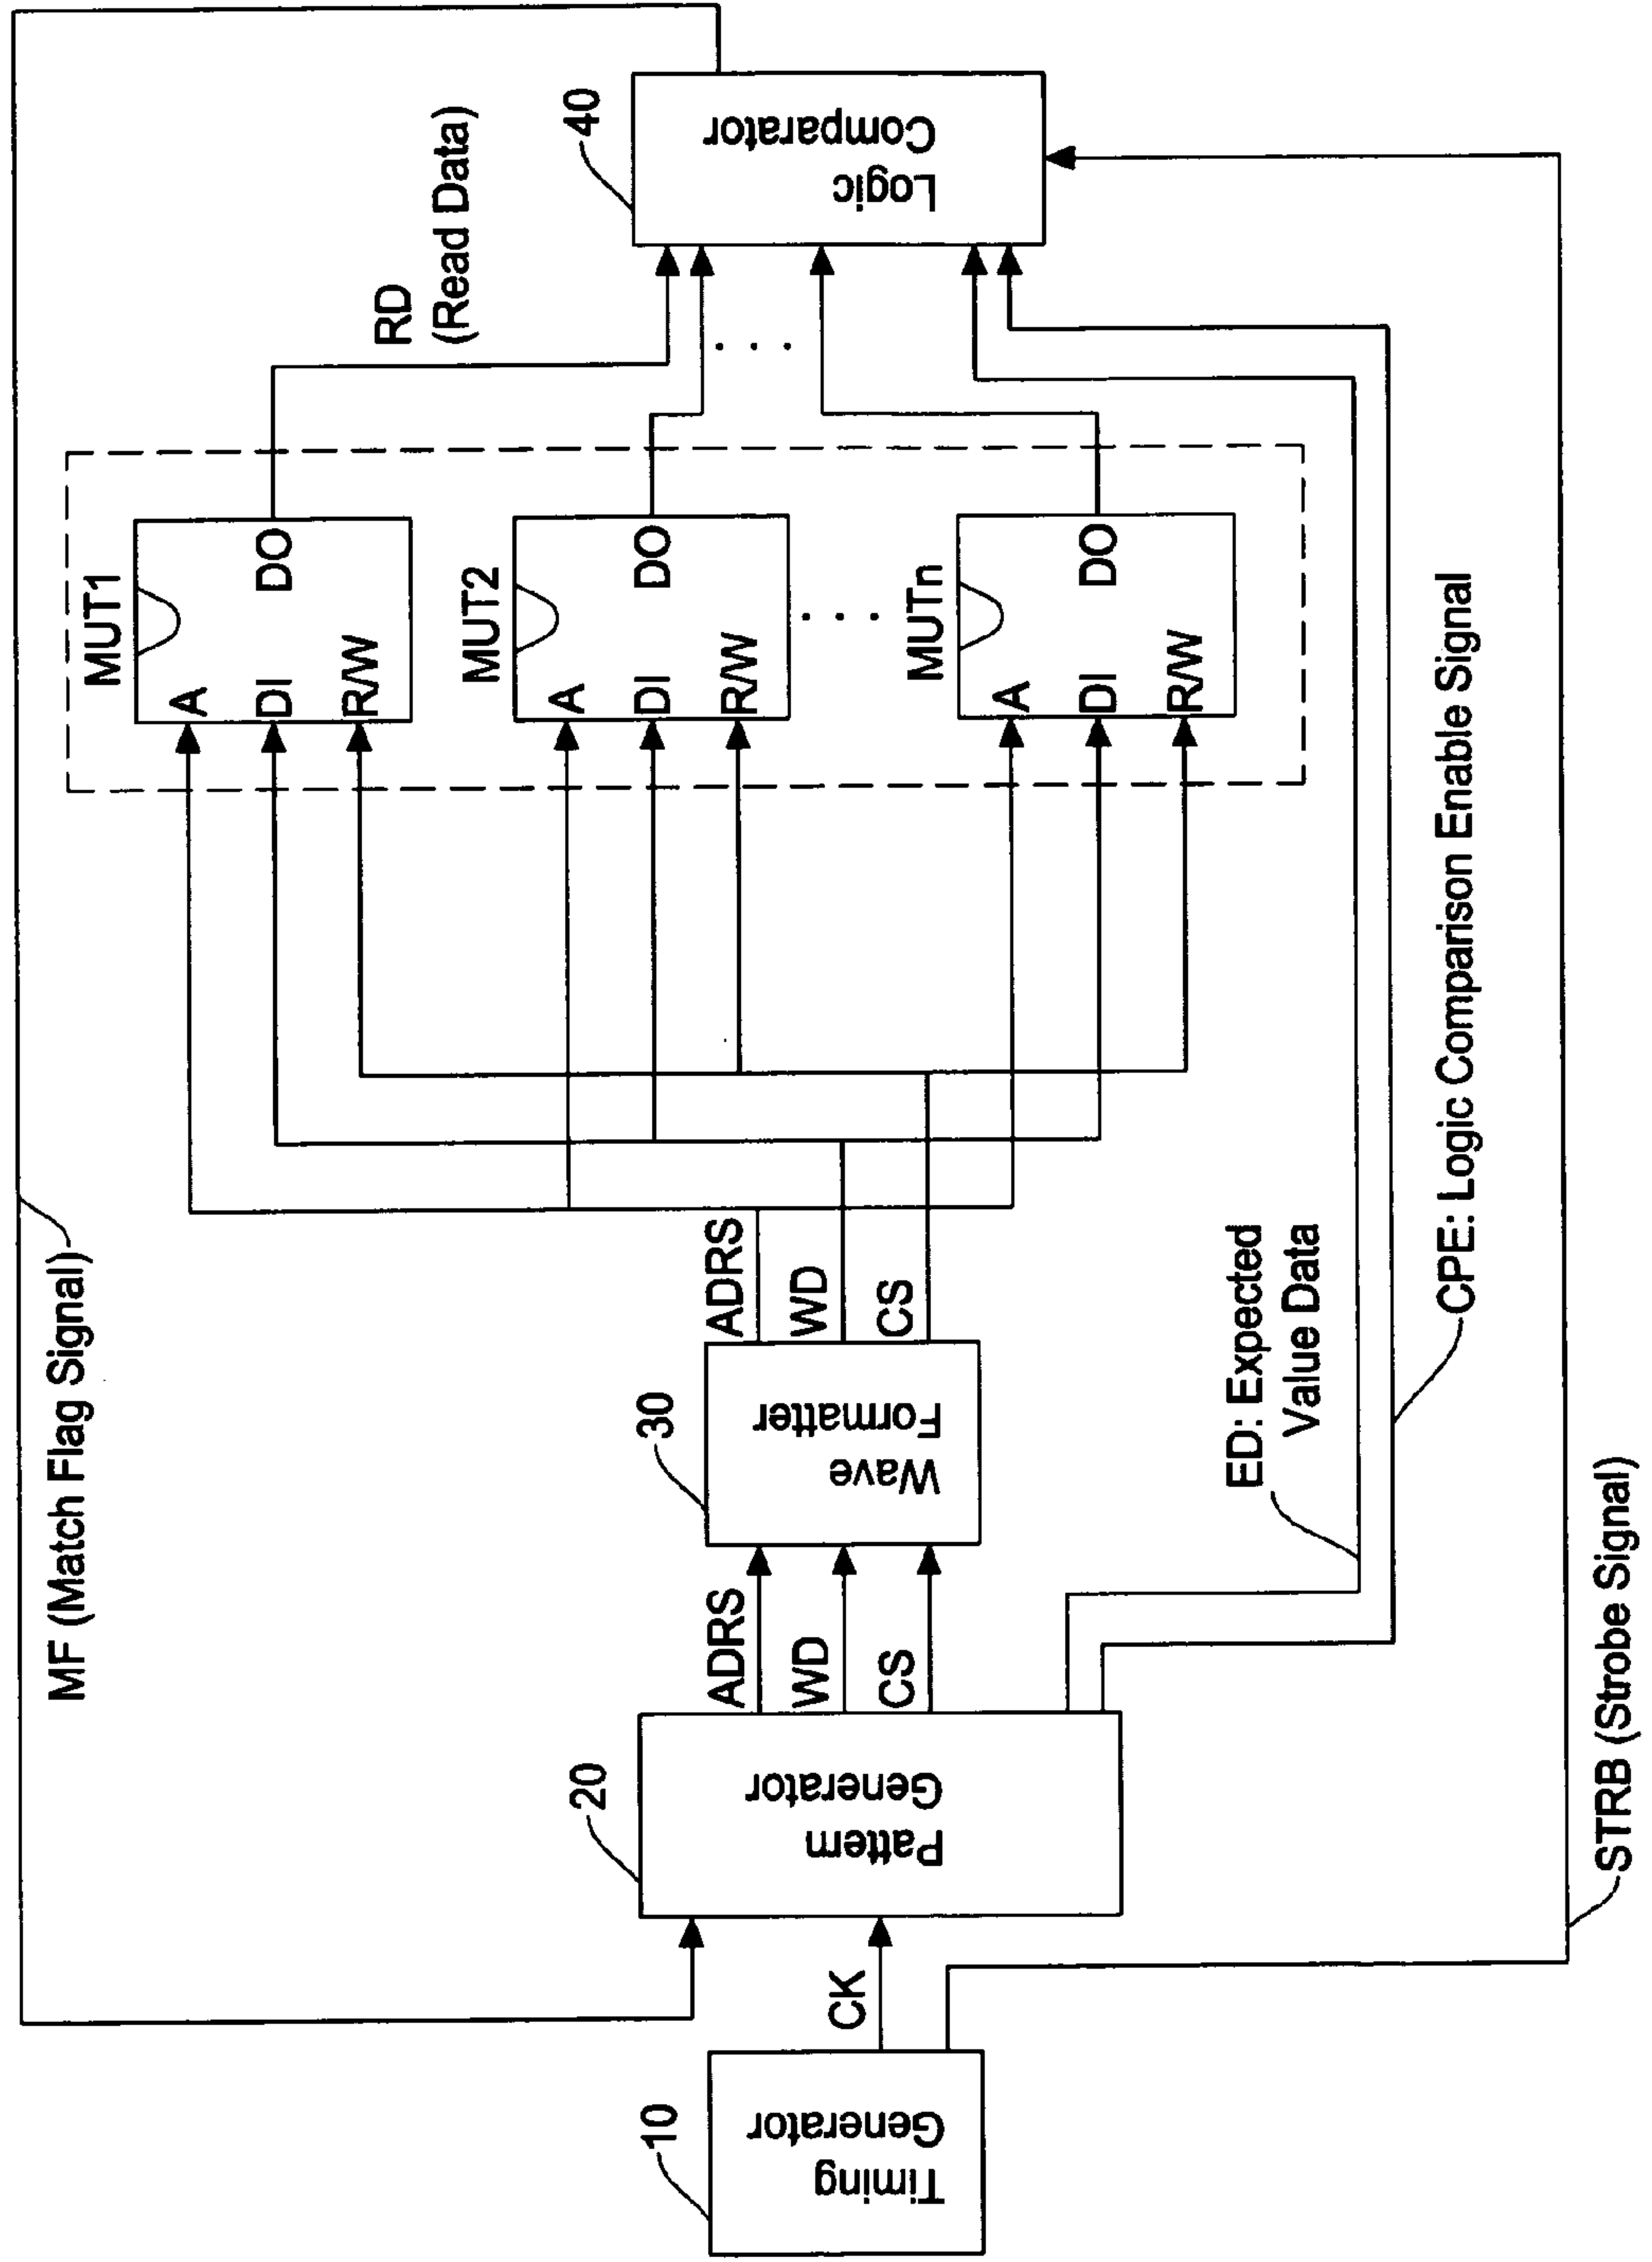 MF (Match Flag Signal)
RD
(Read Data)
MUT1
A
DI
R/W
DO
MUT2
A
DI
R/W
DO
. . .
MUTn
A
DI
R/W
DO
. . .
40
Logic
Comparator
10
Timing
Generator
CK
20
Pattern
Generator
ADRS
WD
CS
30
Wave
Formatter
ADRS
WD
CS
ED: Expected
Value Data
CPE: Logic Comparison Enable Signal
STRB (Strobe Signal)